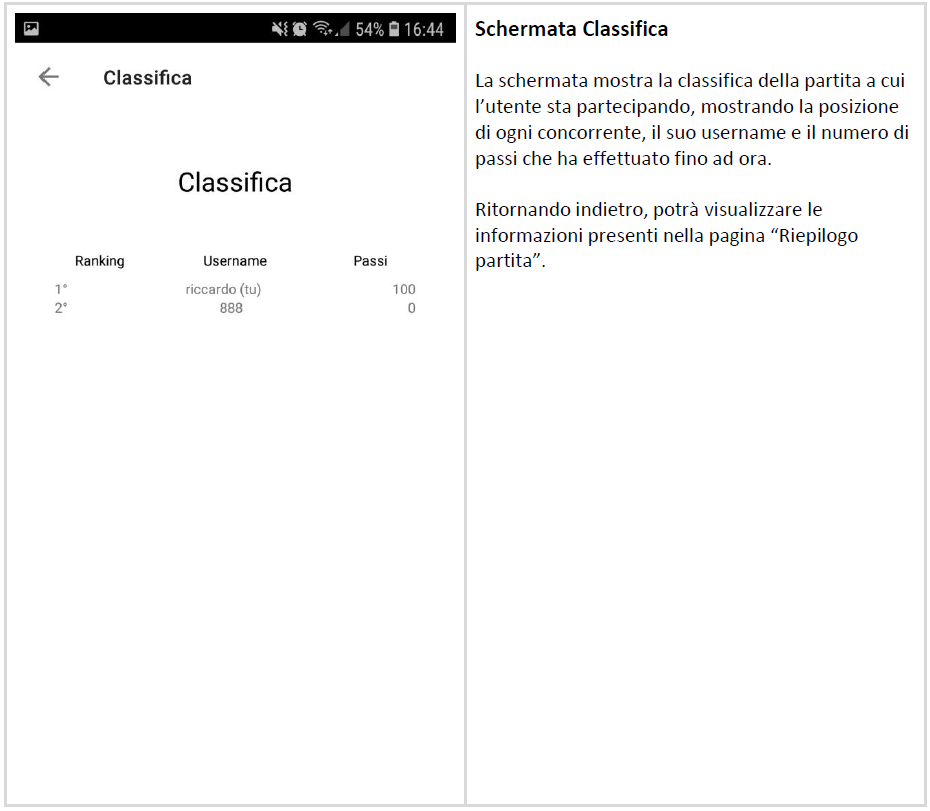 54% 16:44
Classifica
Classifica
Ranking Username Passi
1° riccardo (tu) 100
2° 888 0
Schermata Classifica
La schermata mostra la classifica della partita a cui
l’utente sta partecipando, mostrando la posizione
di ogni concorrente, il suo username e il numero di
passi che ha effettuato fino ad ora.
Ritornando indietro, potrà visualizzare le
informazioni presenti nella pagina “Riepilogo
partita”.